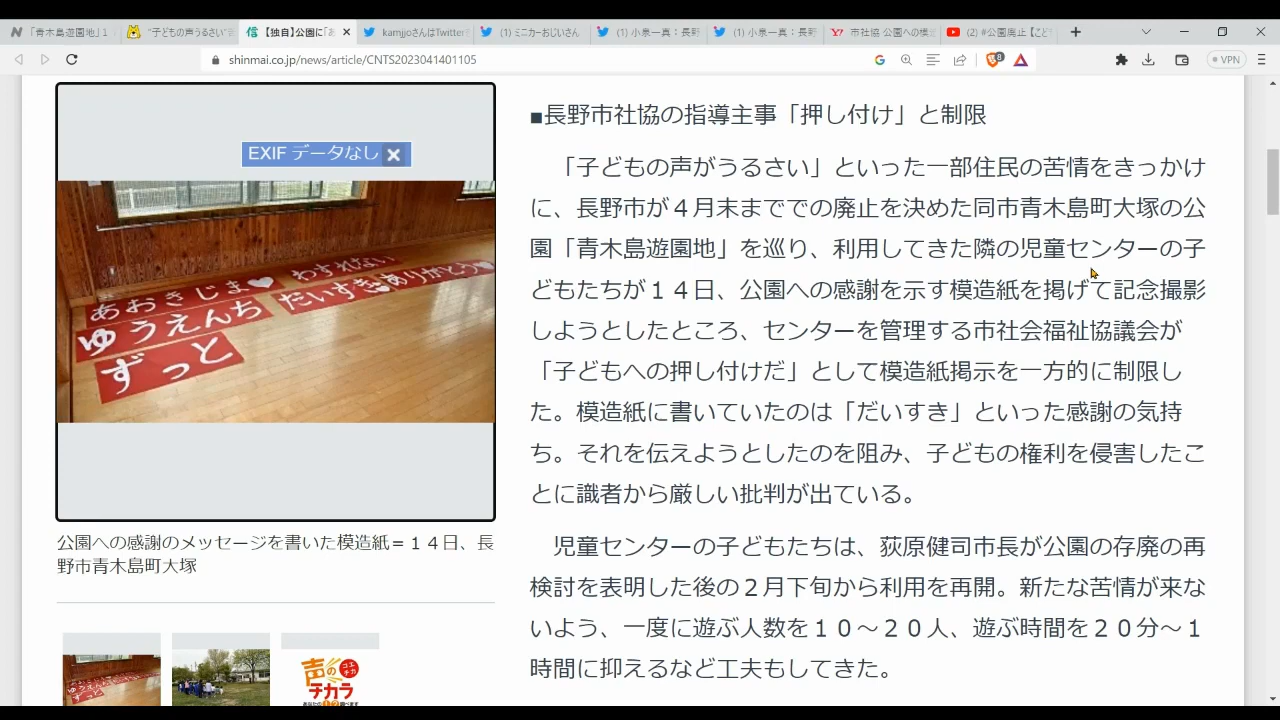 「青木島遊園地」1
"子どもの声うるさい"で
【独自】公園に「あ
kamjjoさんはTwitter
(1) ミニカーおじいさん
(1) 小泉一真：長野
(1) 小泉一真：長野
市社協 公園への模造
(2) #公園廃止 【こど
shinmai.co.jp/news/article/CNTS2023041401105
8
VPN
EXIF データなし
あおきじま
わすれない
ゆうえんち
だいすき
ありがとう
ずっと
公園への感謝のメッセージを書いた模造紙＝１４日、長
野市青木島町大塚
声の
チカラ
コエ
チカ
■長野市社協の指導主事「押し付け」と制限
「子どもの声がうるさい」といった一部住民の苦情をきっかけ
に、長野市が４月末まででの廃止を決めた同市青木島町大塚の公
園「青木島遊園地」を巡り、利用してきた隣の児童センターの子
どもたちが１４日、公園への感謝を示す模造紙を掲げて記念撮影
しようとしたところ、センターを管理する市社会福祉協議会が
「子どもへの押し付けだ」として模造紙掲示を一方的に制限し
た。模造紙に書いていたのは「だいすき」といった感謝の気持
ち。それを伝えようとしたのを阻み、子どもの権利を侵害したこ
とに識者から厳しい批判が出ている。
児童センターの子どもたちは、荻原健司市長が公園の存廃の再
検討を表明した後の２月下旬から利用を再開。新たな苦情が来な
いよう、一度に遊ぶ人数を１０～２０人、遊ぶ時間を２０分～１
時間に抑えるなど工夫もしてきた。